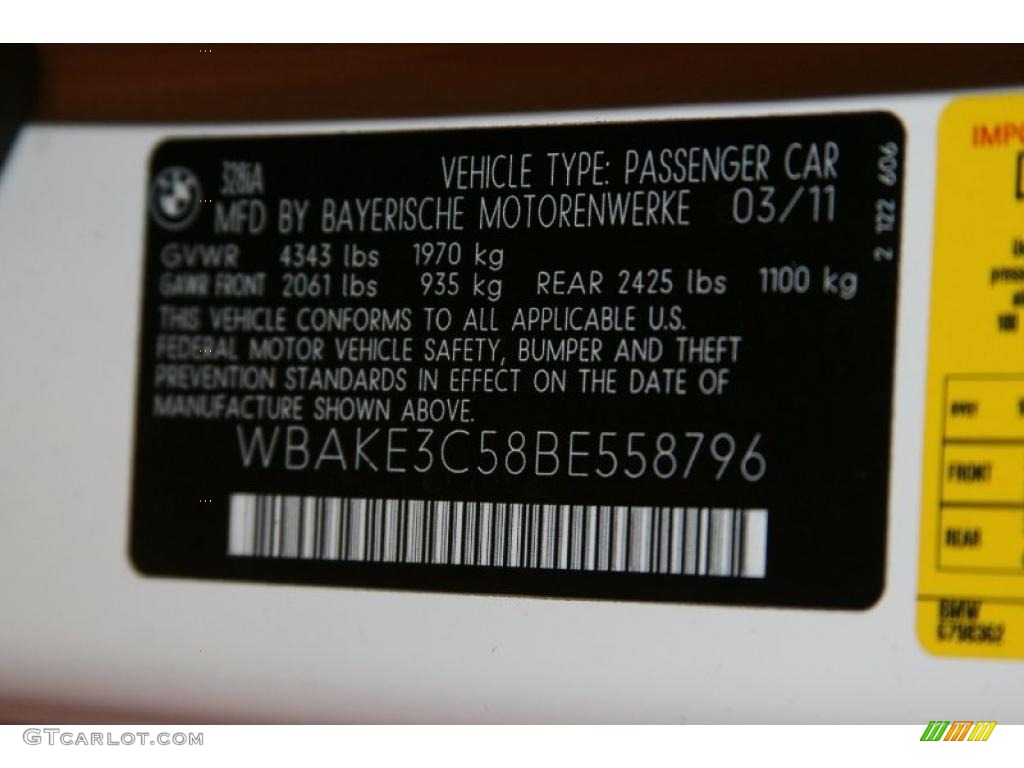 328iA
VEHICLE TYPE: PASSENGER CAR
MFD BY BAYERISCHE MOTORENWERKE 03/11
GVWR 4343 lbs 1970 kg
GAWR FRONT 2061 lbs 935 kg REAR 2425 lbs 1100 kg
THIS VEHICLE CONFORMS TO ALL APPLICABLE U.S.
FEDERAL MOTOR VEHICLE SAFETY, BUMPER AND THEFT
PREVENTION STANDARDS IN EFFECT ON THE DATE OF
MANUFACTURE SHOWN ABOVE.
WBAKE3C58BE558796
2 122 606
IMPO
FRONT
REAR
BMW
6798362
GTCARLOT.COM